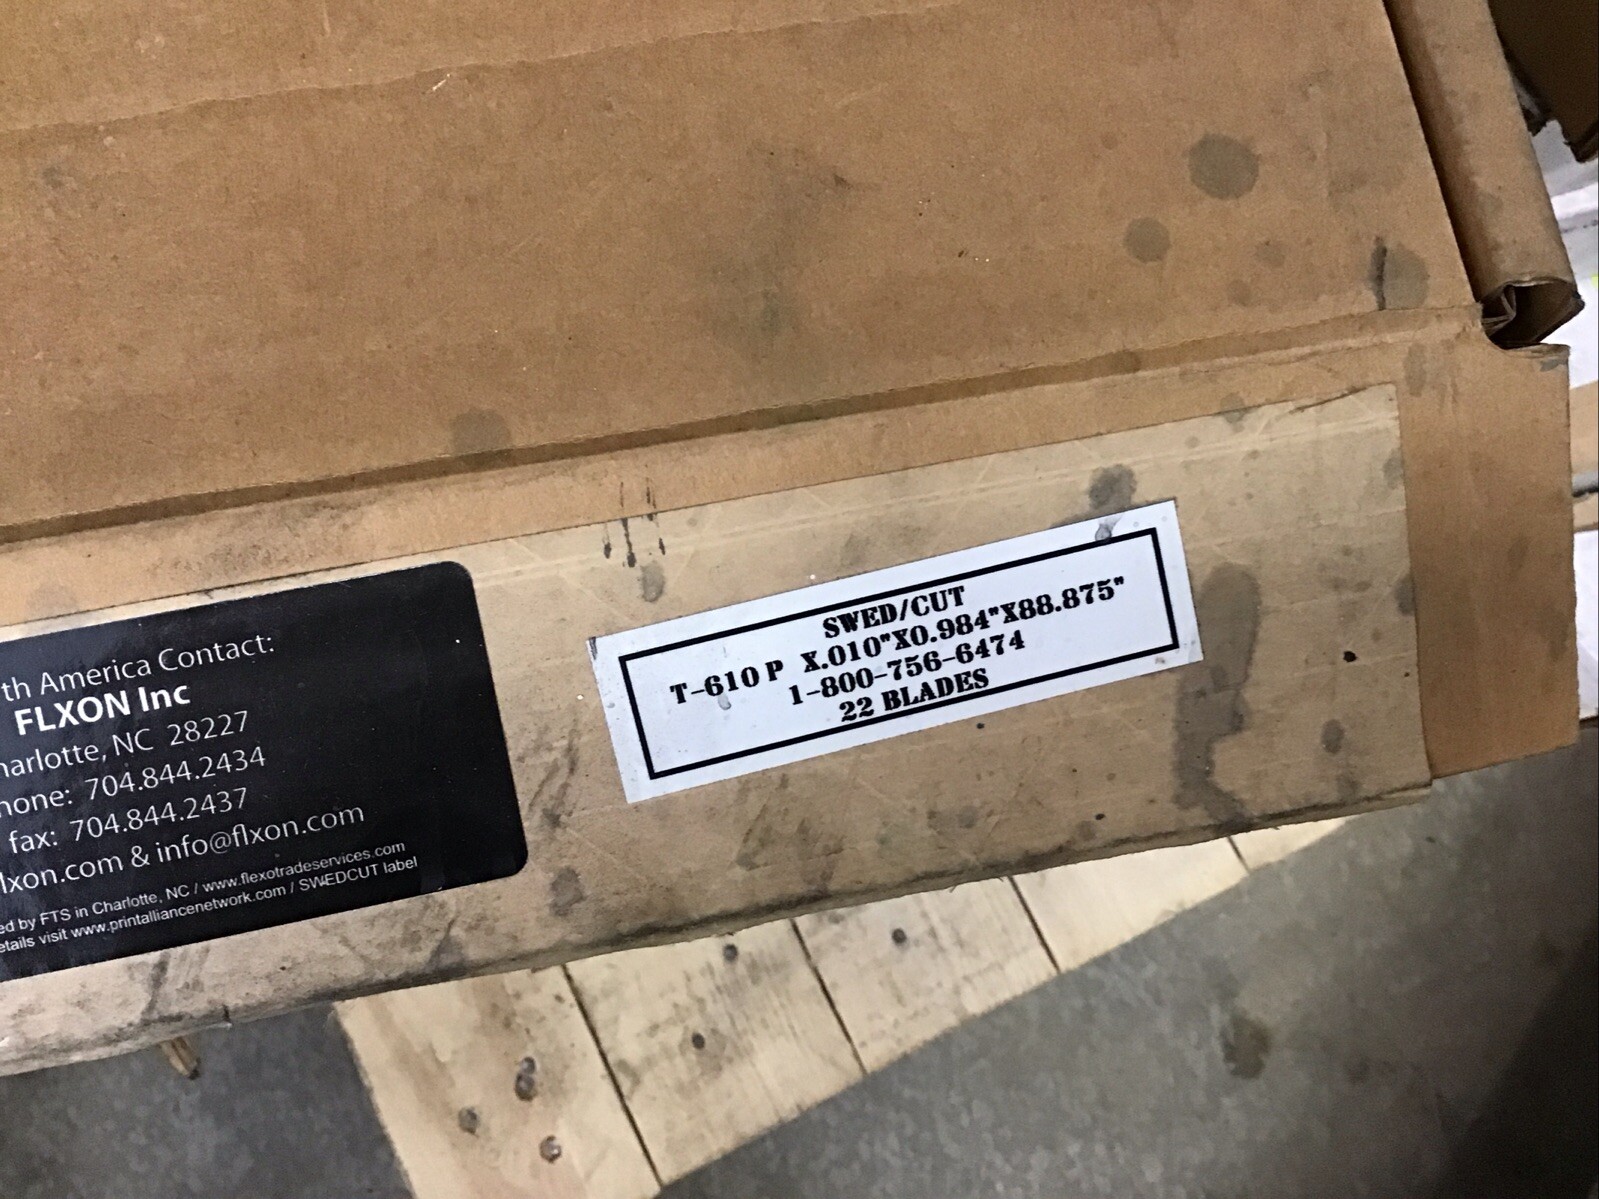 th America Contact:
FLXON Inc
harlotte, NC 28227
hone: 704.844.2434
fax: 704.844.2437
lxon.com & info@flxon.com
ed by FTS in Charlotte, NC / www.flexotradeservices.com
etails visit www.printalliancenetwork.com / SWEDCUT label
SWED/CUT
T-610 P X.010"X0.984"X88.875"
1-800-756-6474
22 BLADES